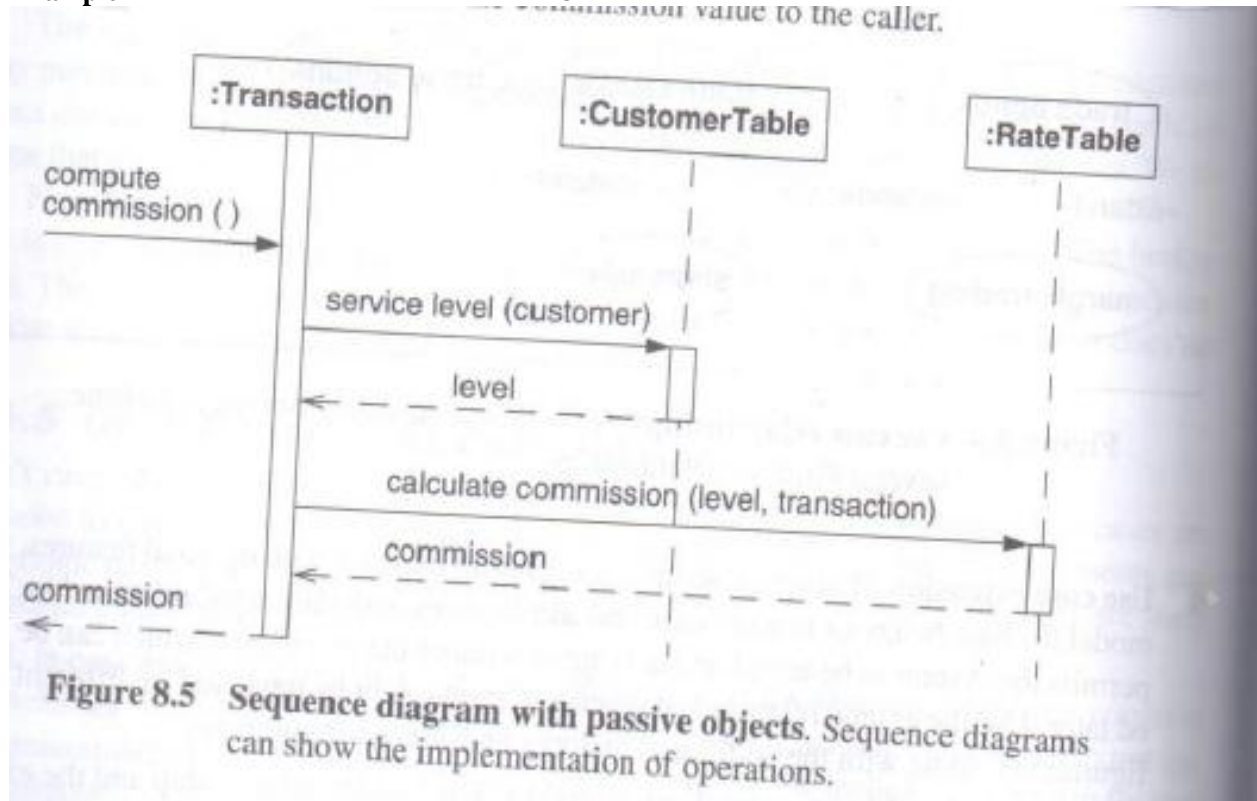 commission value to the caller.
:Transaction
:CustomerTable
:RateTable
compute
commission ( )
service level (customer)
level
calculate commission (level, transaction)
commission
commission
Figure 8.5 Sequence diagram with passive objects. Sequence diagrams
can show the implementation of operations.